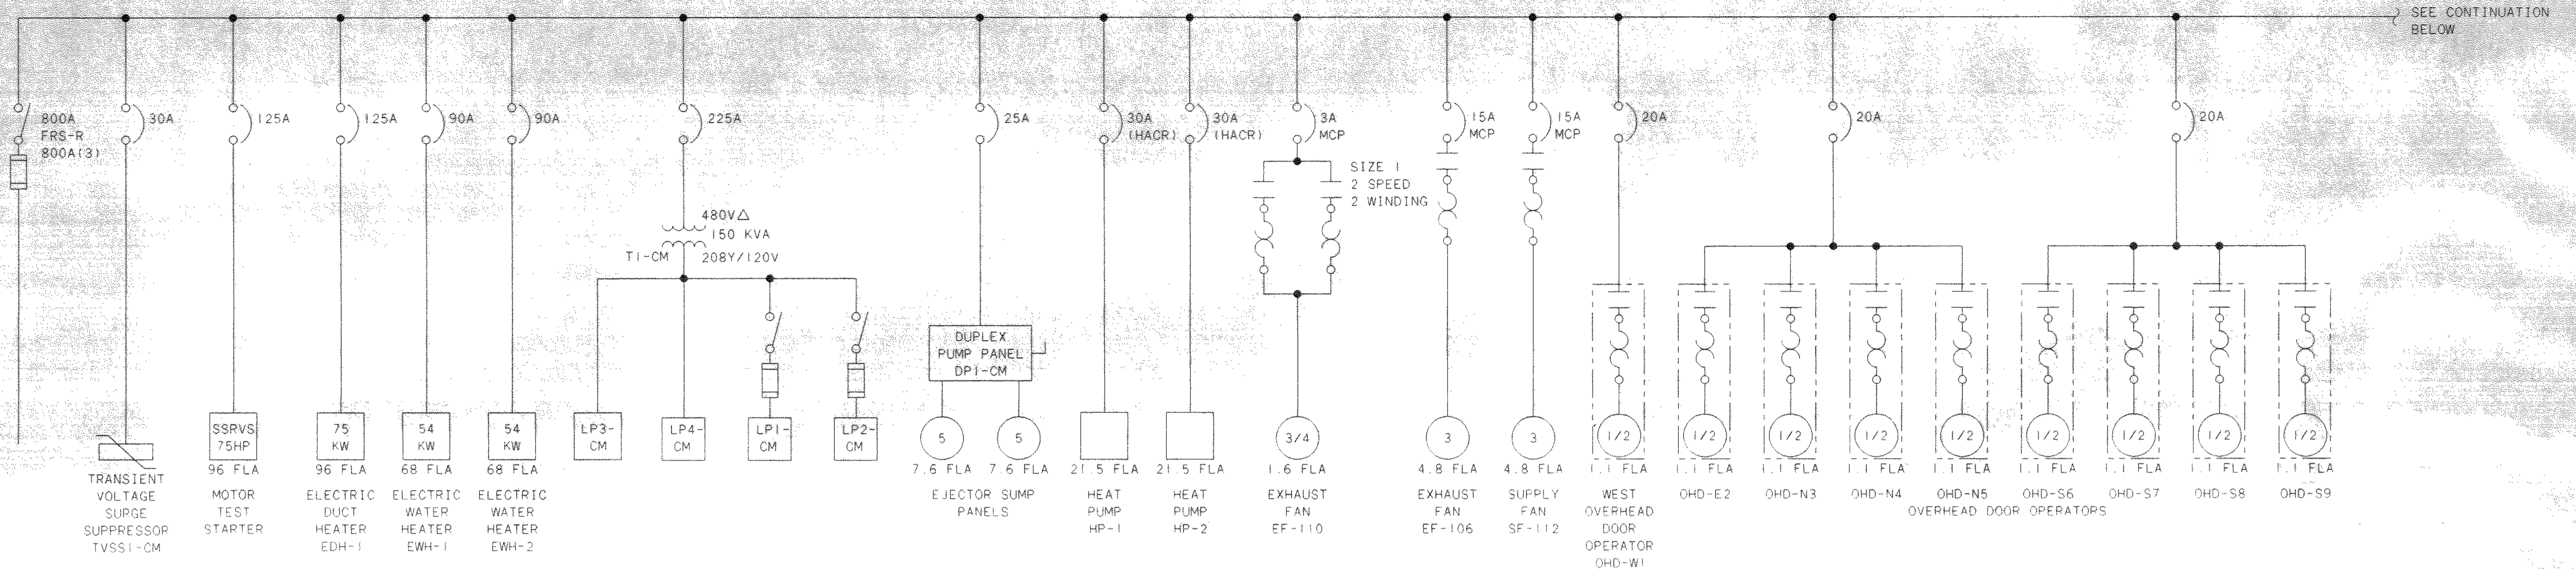 SEE CONTINUATION
BELOW
800A
FRS-R
800A(3)
30A
125A
125A
90A
90A
225A
25A
30A
(HACR)
30A
(HACR)
3A
MCP
15A
MCP
15A
MCP
20A
20A
20A
SIZE 1
2 SPEED
2 WINDING
480V△
150 KVA
T1-CM 208Y/120V
DUPLEX
PUMP PANEL
DP1-CM
SSRVS
75HP
96 FLA
75
KW
96 FLA
54
KW
68 FLA
54
KW
68 FLA
LP3-
CM
LP4-
CM
LP1-
CM
LP2-
CM
5
7.6 FLA
5
7.6 FLA
21.5 FLA
21.5 FLA
3/4
1.6 FLA
3
4.8 FLA
3
4.8 FLA
1/2
1.1 FLA
1/2
1.1 FLA
1/2
1.1 FLA
1/2
1.1 FLA
1/2
1.1 FLA
1/2
1.1 FLA
1/2
1.1 FLA
1/2
1.1 FLA
1/2
1.1 FLA
TRANSIENT
VOLTAGE
SURGE
SUPPRESSOR
TVSS1-CM
MOTOR
TEST
STARTER
ELECTRIC
DUCT
HEATER
EDH-1
ELECTRIC
WATER
HEATER
EWH-1
ELECTRIC
WATER
HEATER
EWH-2
EJECTOR SUMP
PANELS
HEAT
PUMP
HP-1
HEAT
PUMP
HP-2
EXHAUST
FAN
EF-110
EXHAUST
FAN
EF-106
SUPPLY
FAN
SF-112
WEST
OVERHEAD
DOOR
OPERATOR
OHD-W1
OHD-E2
OHD-N3
OHD-N4
OHD-N5
OHD-S6
OHD-S7
OHD-S8
OHD-S9
OVERHEAD DOOR OPERATORS